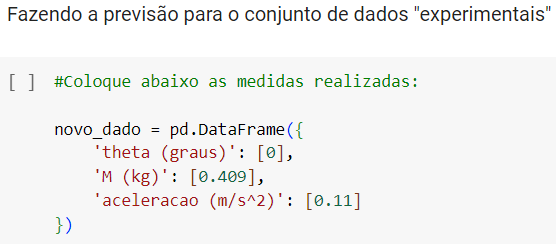 Fazendo a previsão para o conjunto de dados "experimentais"
[ ] #Coloque abaixo as medidas realizadas:
novo_dado = pd.DataFrame({
'theta (graus)': [0],
'M (kg)': [0.409],
'aceleracao (m/s^2)': [0.11]
})